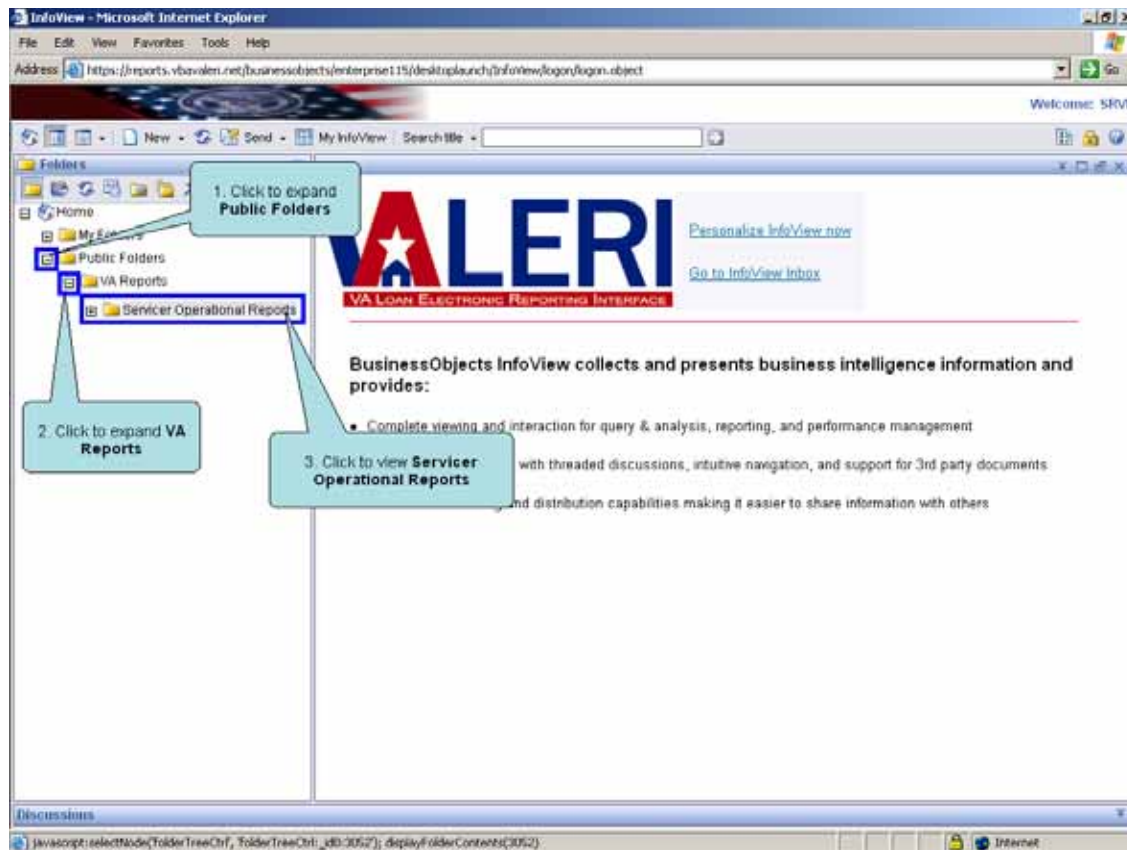 InfoView - Microsoft Internet Explorer
File Edit View Favorites Tools Help
Address https://reports.vbavaleri.net/businessobjects/enterprise115/desktoplaunch/InfoView/logon/logon.object Go
Welcome: SRV
New Send My InfoView Search title
Folders
1. Click to expand
Public Folders
Home
Public Folders
VA Reports
Servicer Operational Reports
VALERI
VA LOAN ELECTRONIC REPORTING INTERFACE
Personalize InfoView now
Go to InfoView Inbox
BusinessObjects InfoView collects and presents business intelligence information and
provides:
• Complete viewing and interaction for query & analysis, reporting, and performance management
with threaded discussions, intuitive navigation, and support for 3rd party documents
and distribution capabilities making it easier to share information with others
2. Click to expand VA
Reports
3. Click to view Servicer
Operational Reports
Discussions
javascript:selectNode('FolderTreeCtrl', 'FolderTreeCtrl:_id0:3052'); displayFolderContents(3052) Internet